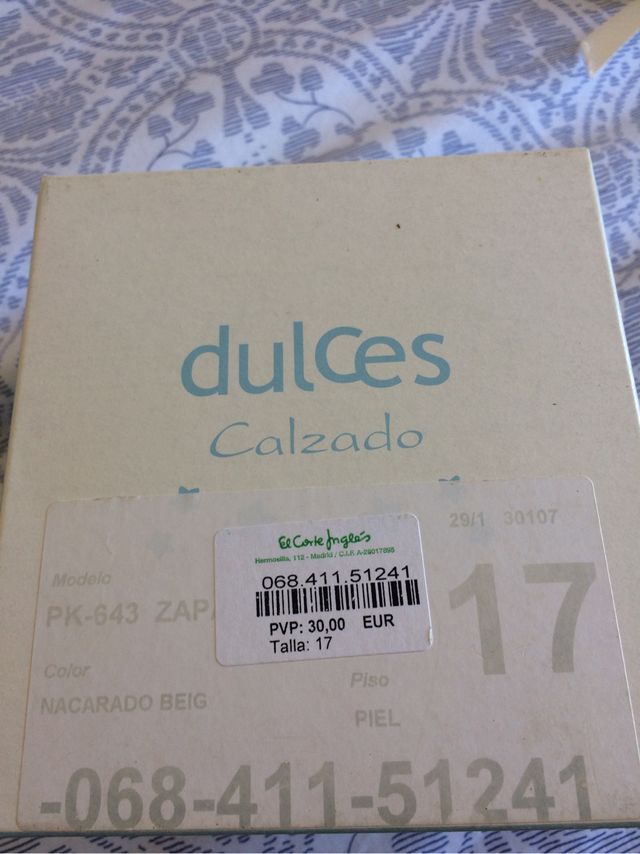 dulces
Calzado
29/1 30107
El Corte Inglés
Hermosilla, 112 - Madrid / C.I.F. A-28017895
068.411.51241
PVP: 30,00 EUR
Talla: 17
Modelo
PK-643
17
Color
NACARADO BEIG
Piso
PIEL
-068-411-51241